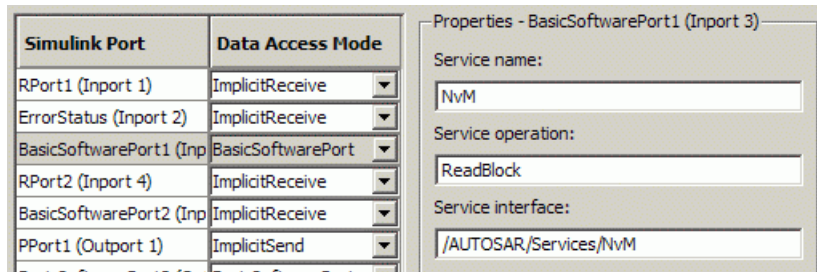 Simulink Port Data Access Mode
RPort1 (Inport 1) ImplicitReceive
ErrorStatus (Inport 2) ImplicitReceive
BasicSoftwarePort1 (Inp BasicSoftwarePort
RPort2 (Inport 4) ImplicitReceive
BasicSoftwarePort2 (Inp ImplicitReceive
PPort1 (Outport 1) ImplicitSend
Properties - BasicSoftwarePort1 (Inport 3)
Service name:
NvM
Service operation:
ReadBlock
Service interface:
/AUTOSAR/Services/NvM